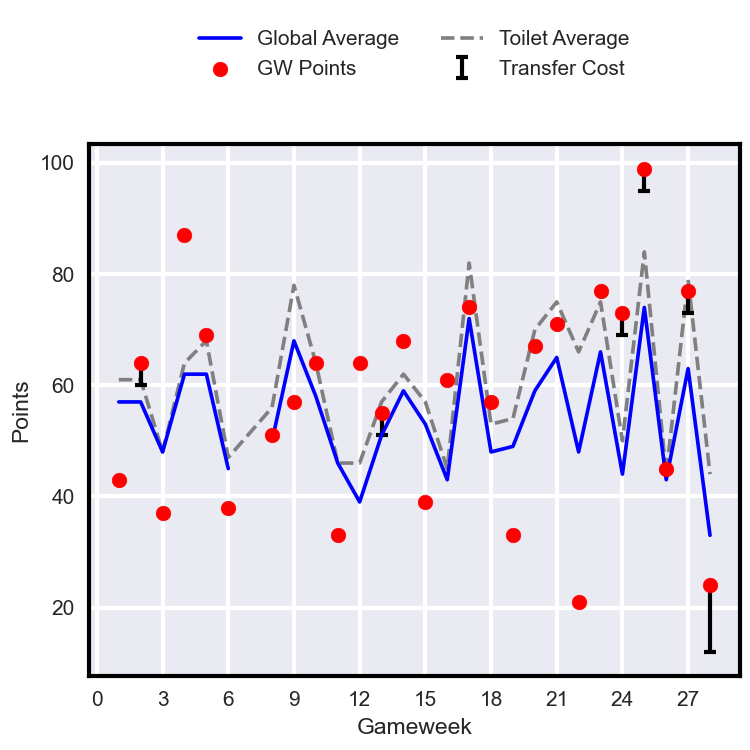 Global Average
GW Points
Toilet Average
Transfer Cost
100
80
60
40
20
Points
0 3 6 9 12 15 18 21 24 27
Gameweek